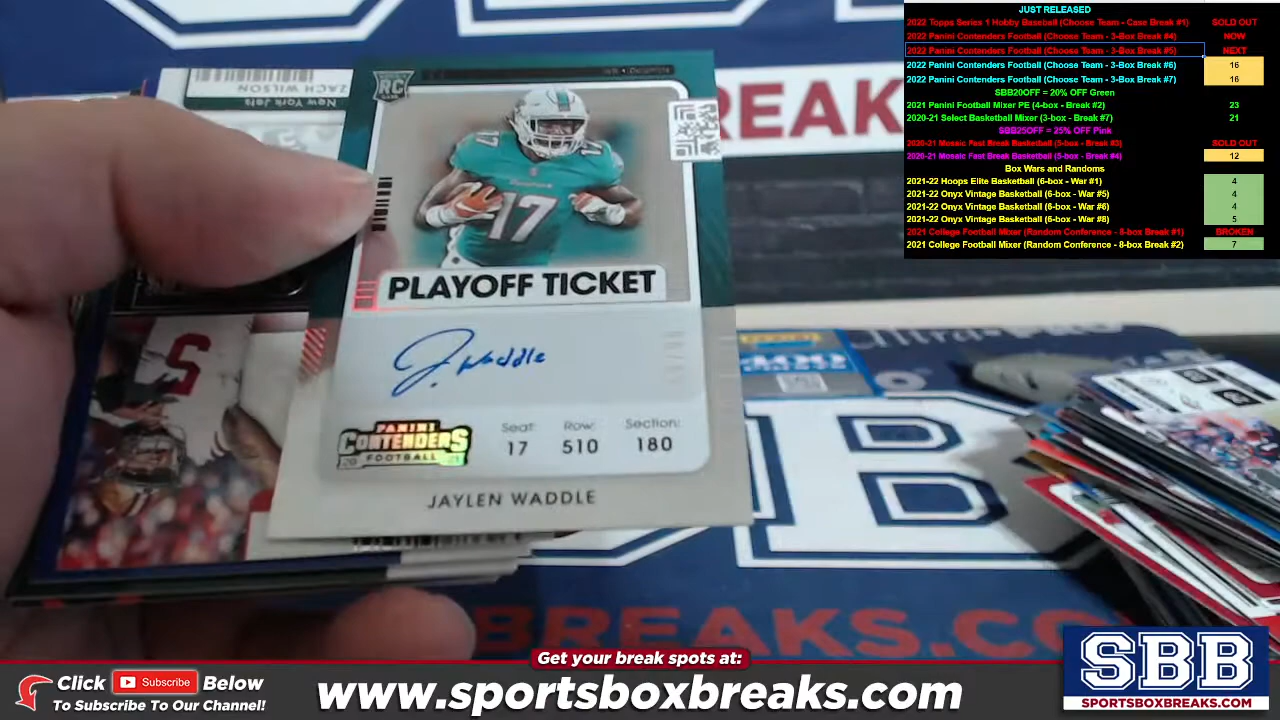 JUST RELEASED
2022 Topps Series 1 Hobby Baseball (Choose Team - Case Break #1) SOLD OUT
2022 Panini Contenders Football (Choose Team - 3-Box Break #4) NOW
2022 Panini Contenders Football (Choose Team - 3-Box Break #5) NEXT
2022 Panini Contenders Football (Choose Team - 3-Box Break #6) 16
2022 Panini Contenders Football (Choose Team - 3-Box Break #7) 16
SBB20OFF = 20% OFF Green
2021 Panini Football Mixer PE (4-box - Break #2) 23
2020-21 Select Basketball Mixer (3-box - Break #7) 21
SBB25OFF = 25% OFF Pink
2020-21 Mosaic Fast Break Basketball (5-box - Break #3) SOLD OUT
2020-21 Mosaic Fast Break Basketball (5-box - Break #4) 12
Box Wars and Randoms
2021-22 Hoops Elite Basketball (6-box - War #1) 4
2021-22 Onyx Vintage Basketball (6-box - War #5) 4
2021-22 Onyx Vintage Basketball (6-box - War #6) 4
2021-22 Onyx Vintage Basketball (6-box - War #8) 5
2021 College Football Mixer (Random Conference - 8-box Break #1) BROKEN
2021 College Football Mixer (Random Conference - 8-box Break #2) 7
ZACH WILSON
New York Jets
RC
REAKS
17
17
PLAYOFF TICKET
J. Waddle
PANINI
CONTENDERS
FOOTBALL
Seat: Row: Section:
17 510 180
JAYLEN WADDLE
5
B
BREAKS.CO
Get your break spots at:
Click Subscribe Below
To Subscribe To Our Channel!
www.sportsboxbreaks.com
SBB
SPORTSBOXBREAKS.COM